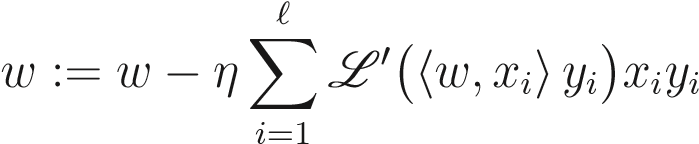 w := w − η ∑_{i=1}^{ℓ} ℒ′(⟨w, x_i⟩ y_i) x_i y_i